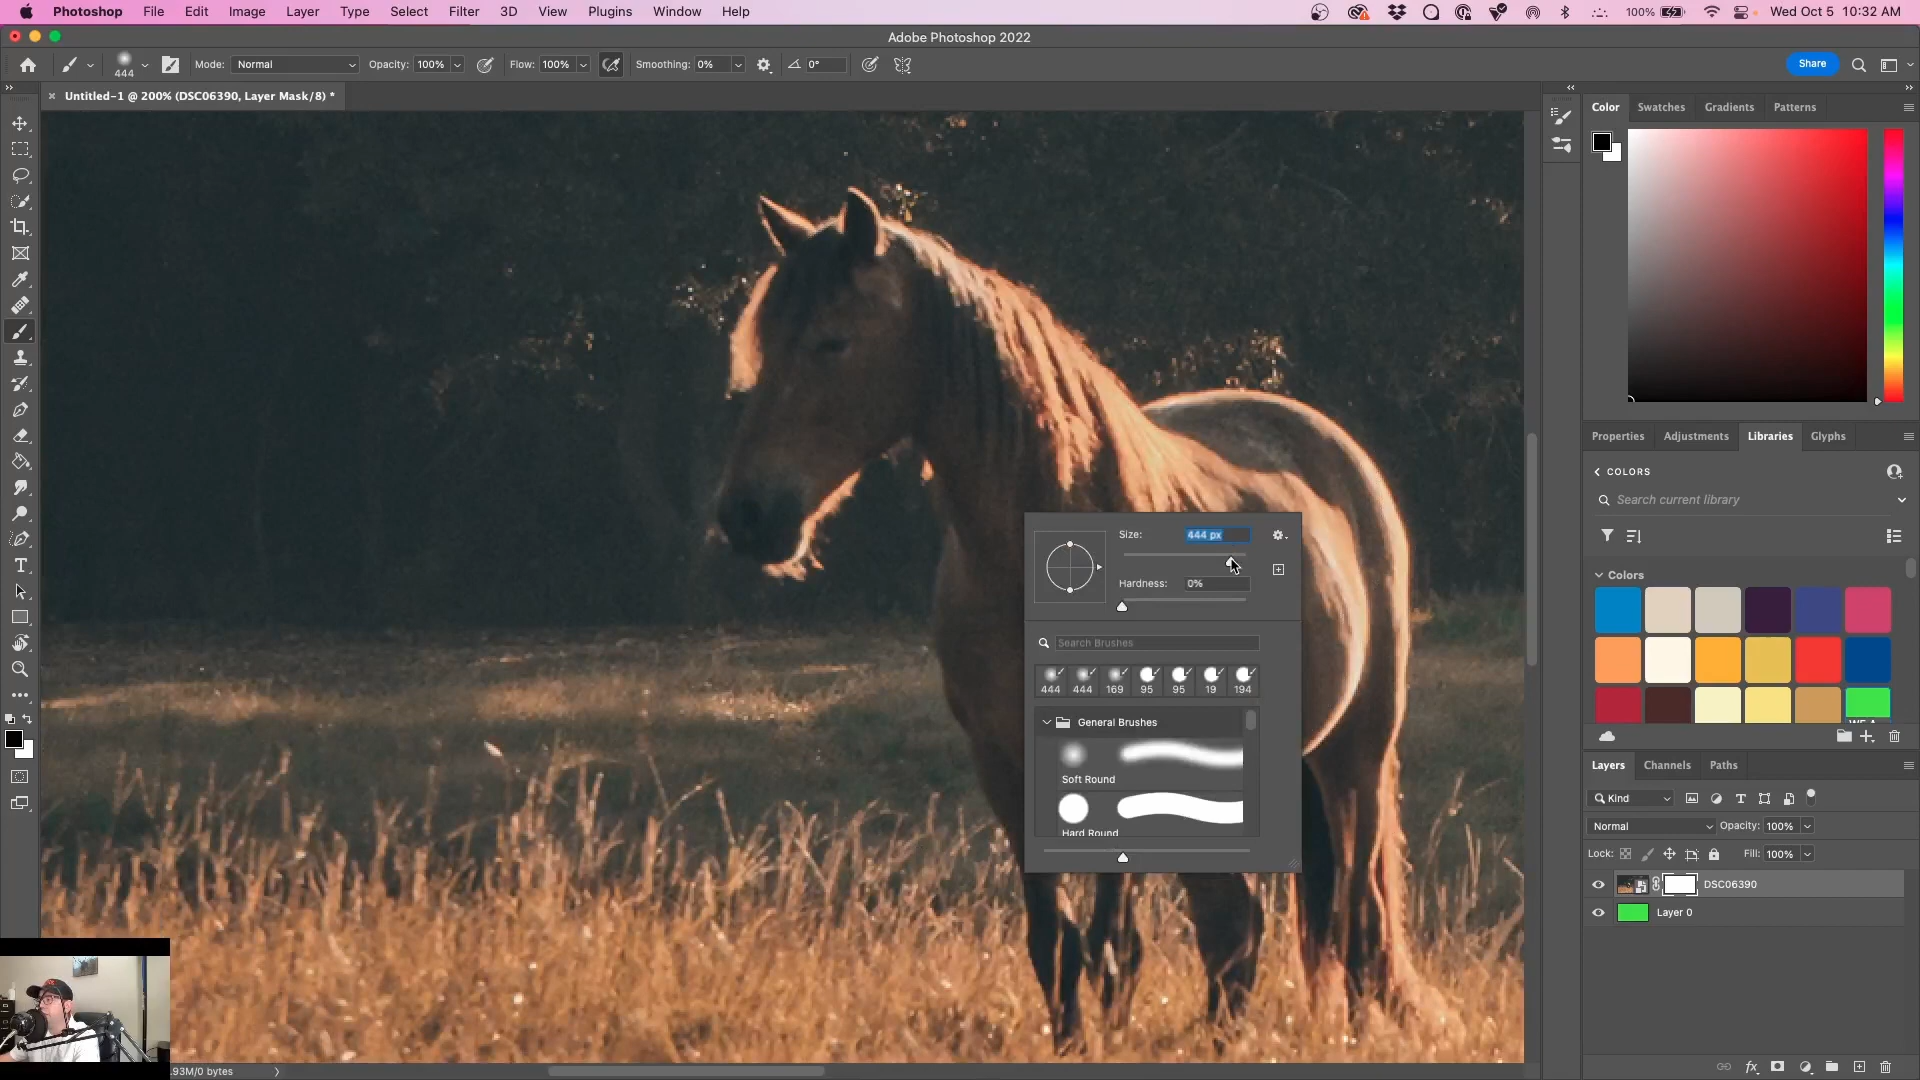 Photoshop File Edit Image Layer Type Select Filter 3D View Plugins Window Help 100% Wed Oct 5 10:32 AM
Adobe Photoshop 2022
444 Mode: Normal Opacity: 100% Flow: 100% Smoothing: 0% 0° Share
Untitled-1 @ 200% (DSC06390, Layer Mask/8) *
Color Swatches Gradients Patterns
Properties Adjustments Libraries Glyphs
COLORS
Search current library
Colors
Size: 444 px
Hardness: 0%
Search Brushes
444 444 169 95 95 19 194
General Brushes
Soft Round
Hard Round
Layers Channels Paths
Kind
Normal Opacity: 100%
Lock: Fill: 100%
DSC06390
Layer 0
.93M/0 bytes